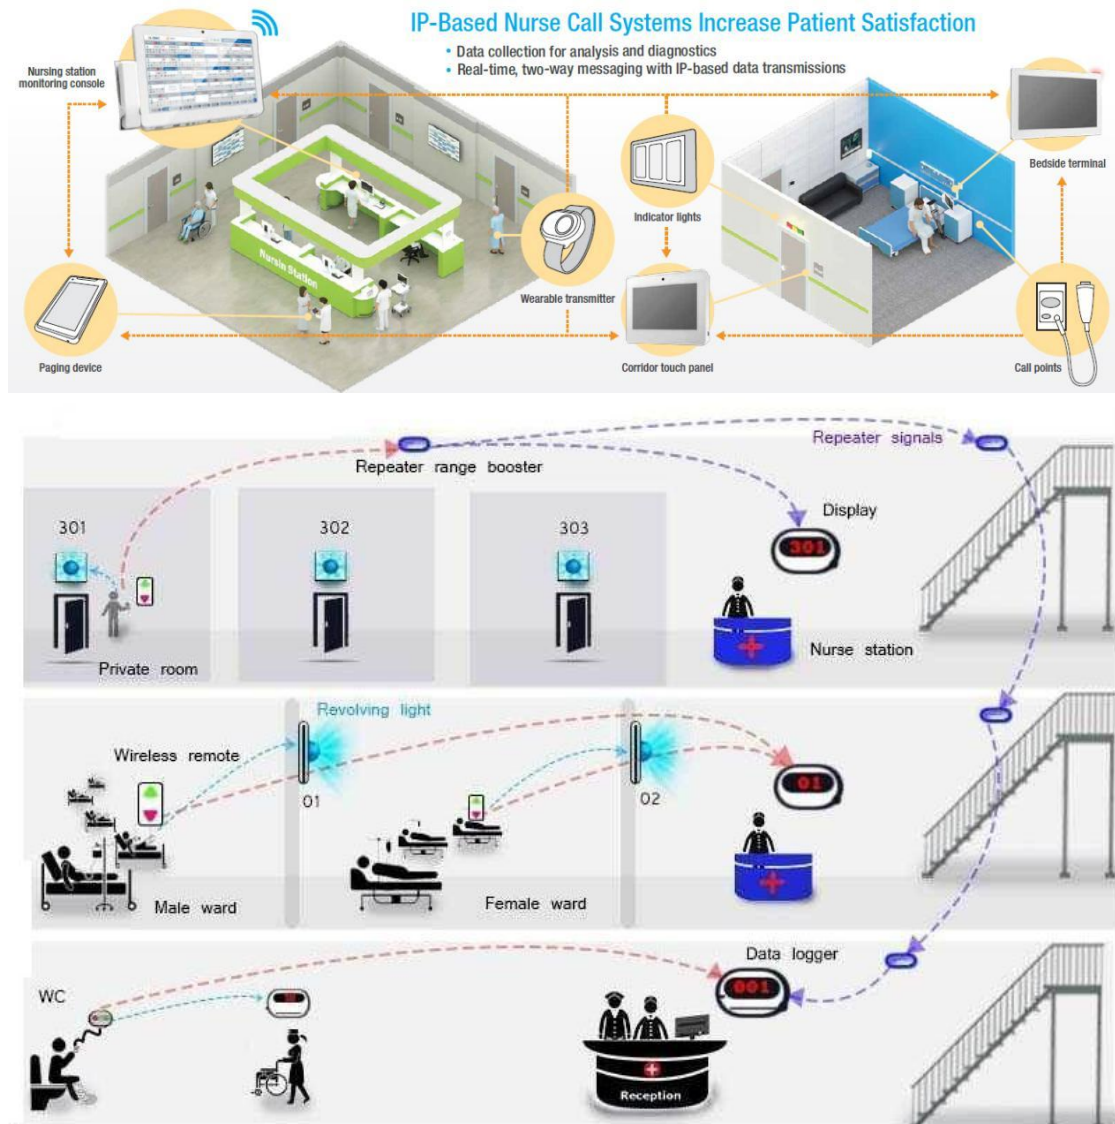 IP-Based Nurse Call Systems Increase Patient Satisfaction
• Data collection for analysis and diagnostics
• Real-time, two-way messaging with IP-based data transmissions
Nursing station
monitoring console
Bedside terminal
Indicator lights
Nursin Station
Wearable transmitter
Paging device
Corridor touch panel
Call points
Repeater signals
Repeater range booster
Display
301
302
303
301
Private room
Nurse station
Revolving light
Wireless remote
01
01
02
Male ward
Female ward
Data logger
WC
001
Reception